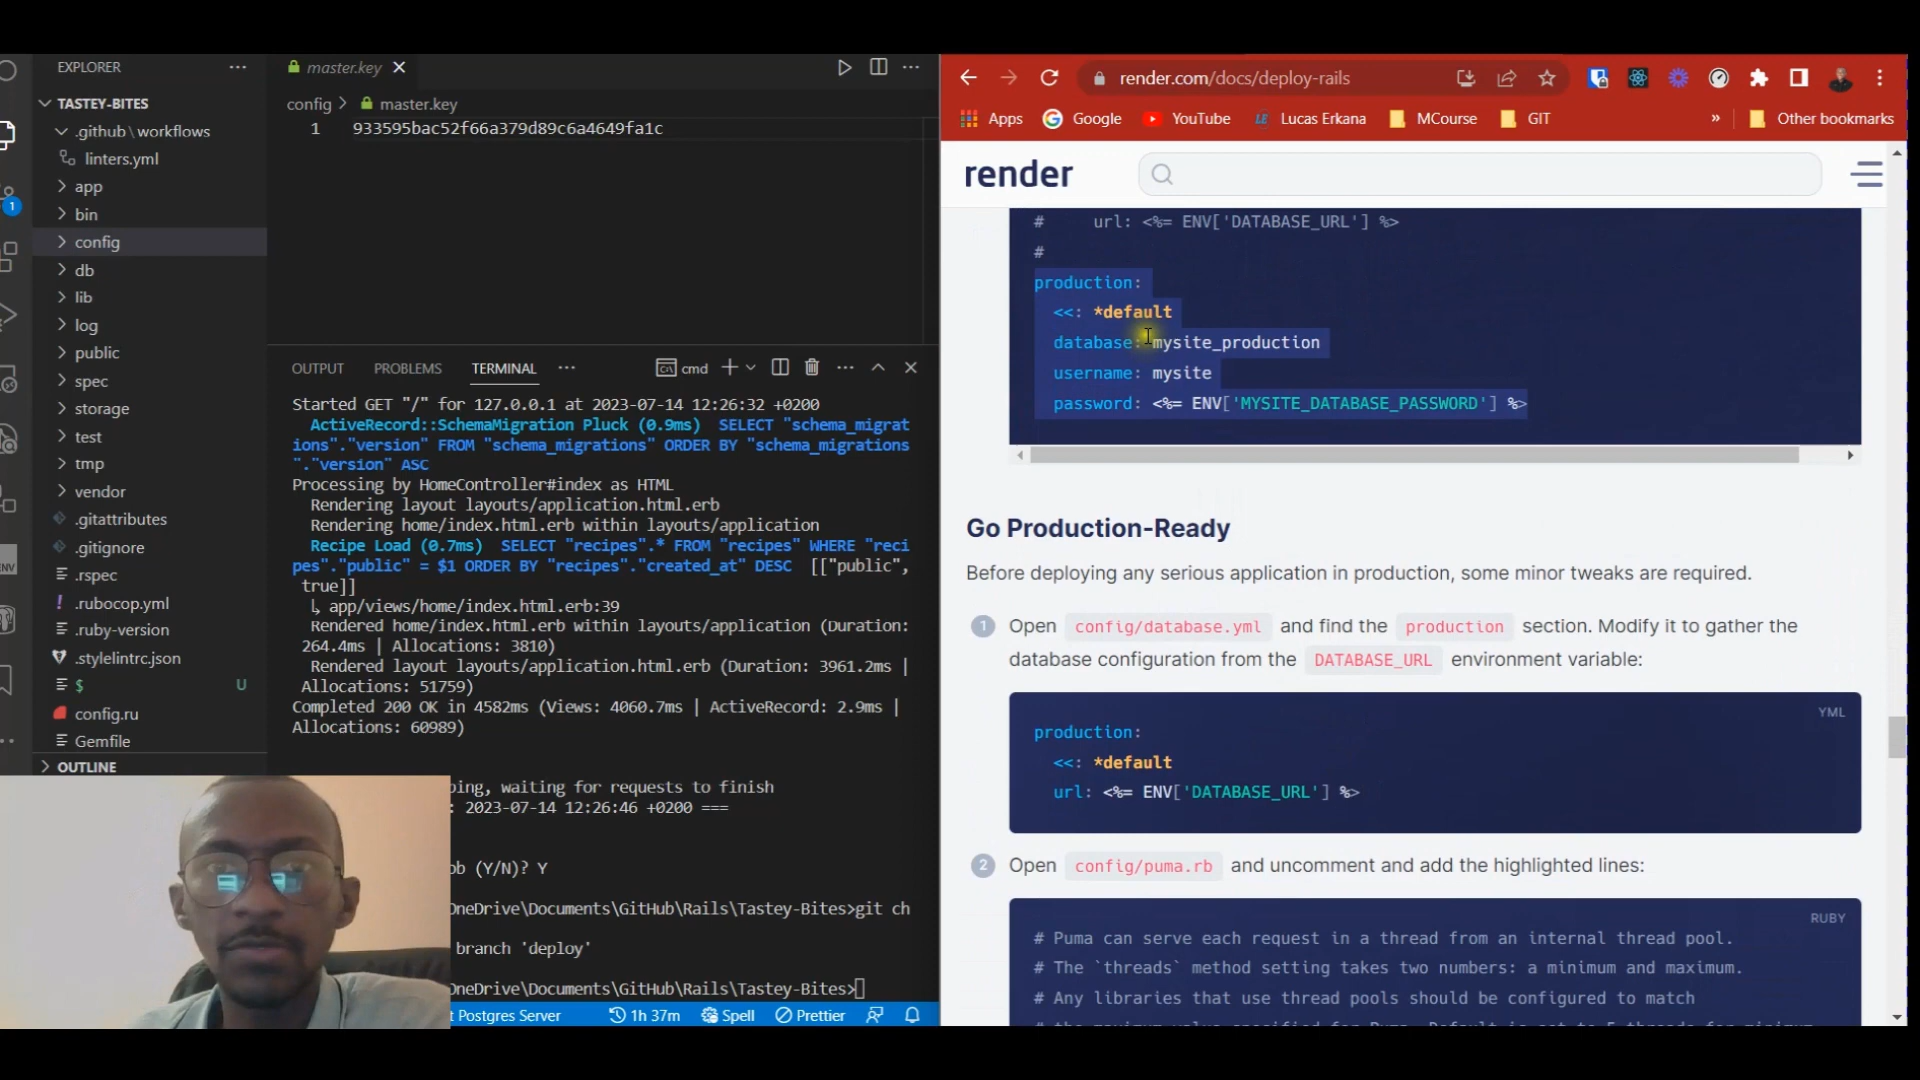 EXPLORER
TASTEY-BITES
.github\workflows
linters.yml
app
bin
config
db
lib
log
public
spec
storage
test
tmp
vendor
.gitattributes
.gitignore
.rspec
.rubocop.yml
.ruby-version
.stylelintrc.json
$ U
config.ru
Gemfile
OUTLINE
1
master.key
config > master.key
1 933595bac52f66a379d89c6a4649fa1c
OUTPUT PROBLEMS TERMINAL cmd
Started GET "/" for 127.0.0.1 at 2023-07-14 12:26:32 +0200
ActiveRecord::SchemaMigration Pluck (0.9ms) SELECT "schema_migrat
ions"."version" FROM "schema_migrations" ORDER BY "schema_migrations
"."version" ASC
Processing by HomeController#index as HTML
Rendering layout layouts/application.html.erb
Rendering home/index.html.erb within layouts/application
Recipe Load (0.7ms) SELECT "recipes".* FROM "recipes" WHERE "reci
pes"."public" = $1 ORDER BY "recipes"."created_at" DESC [["public",
true]]
↳ app/views/home/index.html.erb:39
Rendered home/index.html.erb within layouts/application (Duration:
264.4ms | Allocations: 3810)
Rendered layout layouts/application.html.erb (Duration: 3961.2ms |
Allocations: 51759)
Completed 200 OK in 4582ms (Views: 4060.7ms | ActiveRecord: 2.9ms |
Allocations: 60989)
ping, waiting for requests to finish
: 2023-07-14 12:26:46 +0200 ===
ob (Y/N)? Y
OneDrive\Documents\GitHub\Rails\Tastey-Bites>git ch
branch 'deploy'
OneDrive\Documents\GitHub\Rails\Tastey-Bites>
t Postgres Server 1h 37m Spell Prettier
render.com/docs/deploy-rails
Apps Google YouTube Lucas Erkana MCourse GIT » Other bookmarks
render
# url: <%= ENV['DATABASE_URL'] %>
#
production:
<<: *default
database: mysite_production
username: mysite
password: <%= ENV['MYSITE_DATABASE_PASSWORD'] %>
Go Production-Ready
Before deploying any serious application in production, some minor tweaks are required.
1 Open config/database.yml and find the production section. Modify it to gather the
database configuration from the DATABASE_URL environment variable:
YML
production:
<<: *default
url: <%= ENV['DATABASE_URL'] %>
2 Open config/puma.rb and uncomment and add the highlighted lines:
RUBY
# Puma can serve each request in a thread from an internal thread pool.
# The `threads` method setting takes two numbers: a minimum and maximum.
# Any libraries that use thread pools should be configured to match